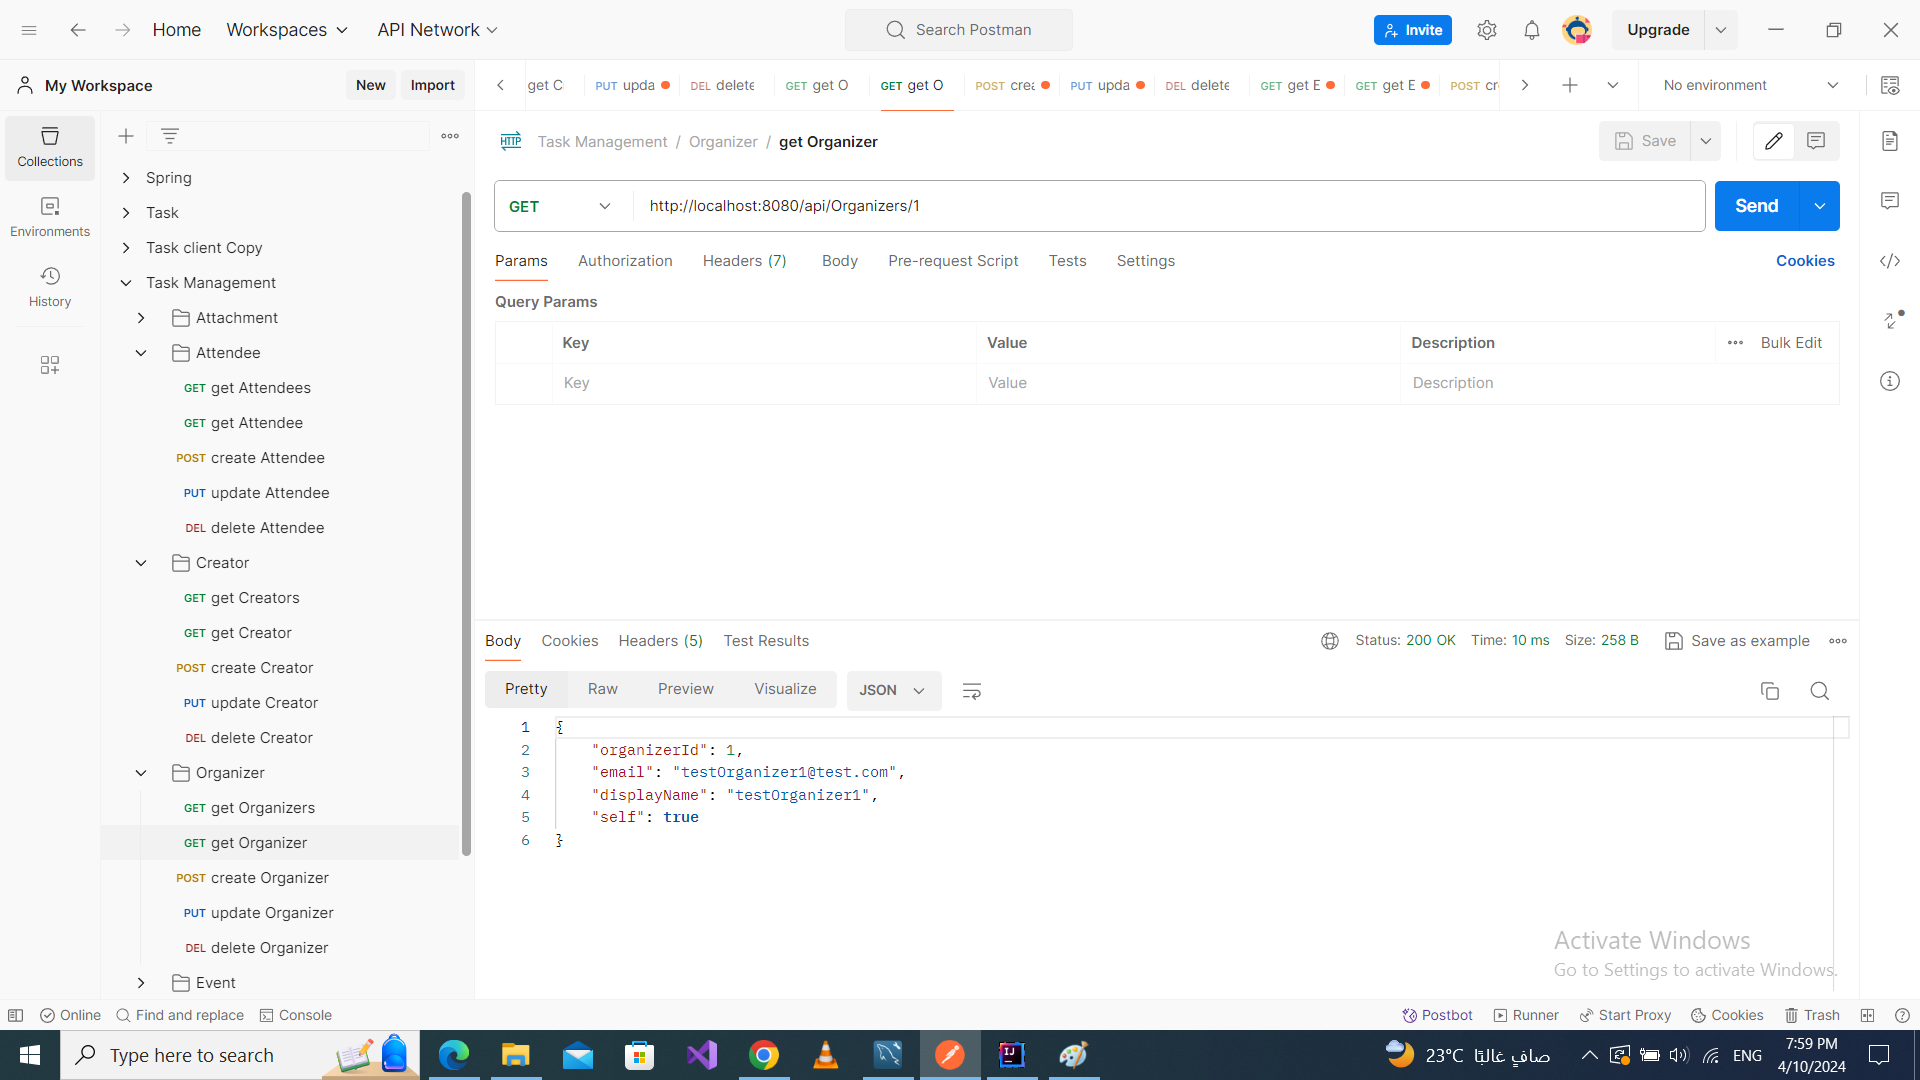 Home Workspaces API Network Search Postman Invite Upgrade
My Workspace New Import get C PUT upda DEL delete GET get O GET get O POST crea PUT upda DEL delete GET get E GET get E POST cr No environment
Collections
Environments
History
Spring
Task
Task client Copy
Task Management
Attachment
Attendee
GET get Attendees
GET get Attendee
POST create Attendee
PUT update Attendee
DEL delete Attendee
Creator
GET get Creators
GET get Creator
POST create Creator
PUT update Creator
DEL delete Creator
Organizer
GET get Organizers
GET get Organizer
POST create Organizer
PUT update Organizer
DEL delete Organizer
Event
HTTP Task Management / Organizer / get Organizer Save
GET http://localhost:8080/api/Organizers/1 Send
Params Authorization Headers (7) Body Pre-request Script Tests Settings Cookies
Query Params
Key Value Description Bulk Edit
Key Value Description
Body Cookies Headers (5) Test Results Status: 200 OK Time: 10 ms Size: 258 B Save as example
Pretty Raw Preview Visualize JSON
1 {
2 "organizerId": 1,
3 "email": "testOrganizer1@test.com",
4 "displayName": "testOrganizer1",
5 "self": true
6 }
Activate Windows
Go to Settings to activate Windows.
Online Find and replace Console Postbot Runner Start Proxy Cookies Trash
Type here to search 23°C صافٍ غالبًا ENG 7:59 PM
4/10/2024